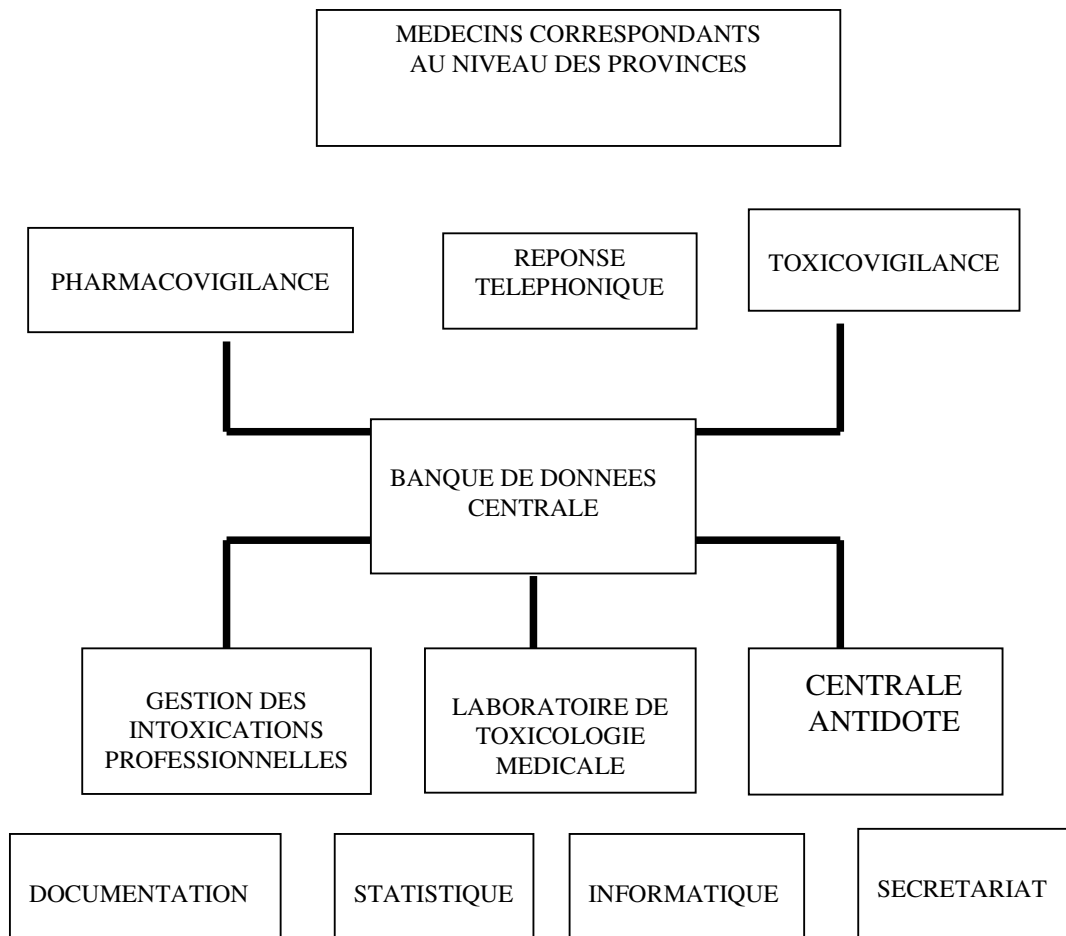 MEDECINS CORRESPONDANTS
AU NIVEAU DES PROVINCES
PHARMACOVIGILANCE
REPONSE
TELEPHONIQUE
TOXICOVIGILANCE
BANQUE DE DONNEES
CENTRALE
GESTION DES
INTOXICATIONS
PROFESSIONNELLES
LABORATOIRE DE
TOXICOLOGIE
MEDICALE
CENTRALE
ANTIDOTE
DOCUMENTATION
STATISTIQUE
INFORMATIQUE
SECRETARIAT